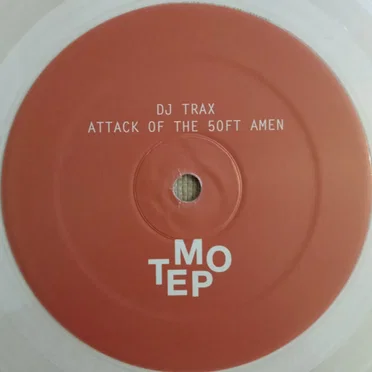 DJ TRAX
ATTACK OF THE 50FT AMEN
MO
TEP